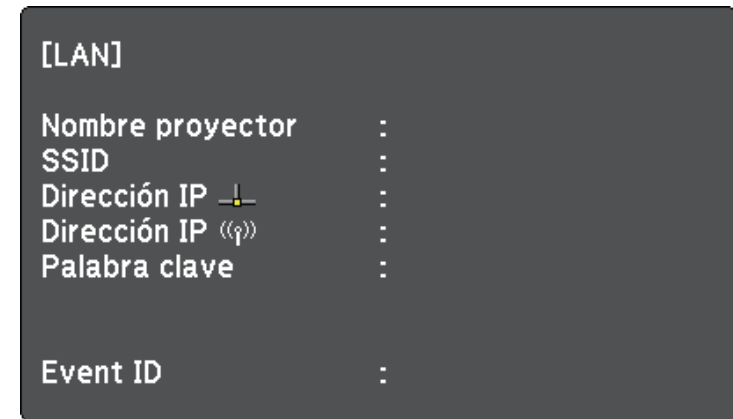 [LAN]
Nombre proyector :
SSID :
Dirección IP :
Dirección IP :
Palabra clave :
Event ID :